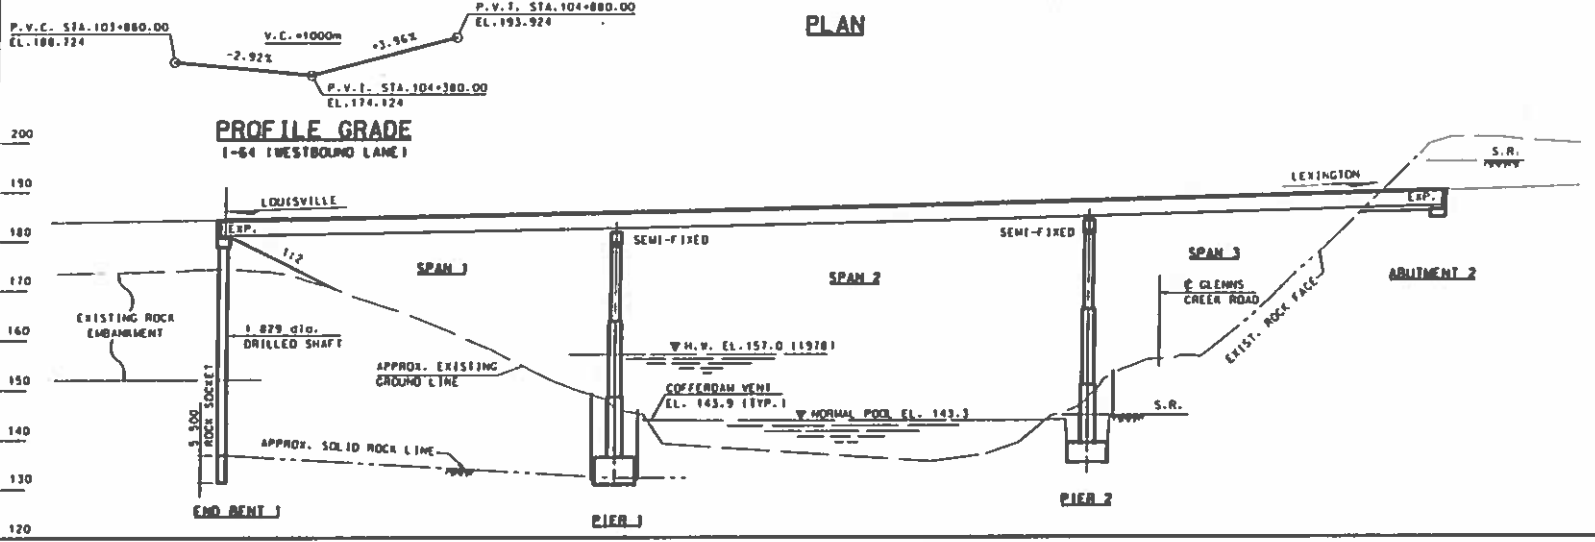 PLAN
P.V.C. STA.103+860.00
EL.188.724
V.C.=1000m
-2.92%
+3.96%
P.V.T. STA.104+880.00
EL.193.924
P.V.I. STA.104+380.00
EL.174.124
PROFILE GRADE
I-64 (WESTBOUND LANE)
200
190
180
170
160
150
140
130
120
LOUISVILLE
LEXINGTON
S.R.
EXP.
EXP.
1:2
SPAN 1
SEMI-FIXED
SPAN 2
SEMI-FIXED
SPAN 3
ABUTMENT 2
℄ GLENNS
CREEK ROAD
EXIST. ROCK FACE
EXISTING ROCK
EMBANKMENT
1.829 dia.
DRILLED SHAFT
APPROX. EXISTING
GROUND LINE
H.W. EL.157.0 (1978)
COFFERDAM VENT
EL. 143.9 (TYP.)
NORMAL POOL EL. 143.3
S.R.
5.500
ROCK SOCKET
APPROX. SOLID ROCK LINE
END BENT 1
PIER 1
PIER 2